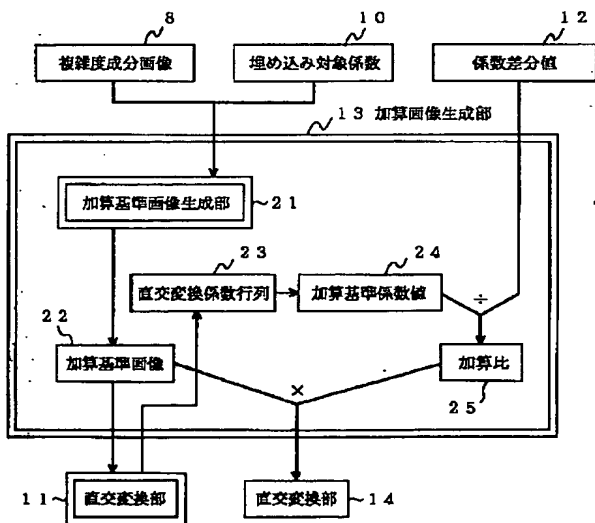 8
10
12
複雑度成分画像
埋め込み対象係数
係数差分値
13 加算画像生成部
加算基準画像生成部
21
23
24
直交変換係数行列
加算基準係数値
÷
22
加算基準画像
加算比
×
25
11
直交変換部
直交変換部
14